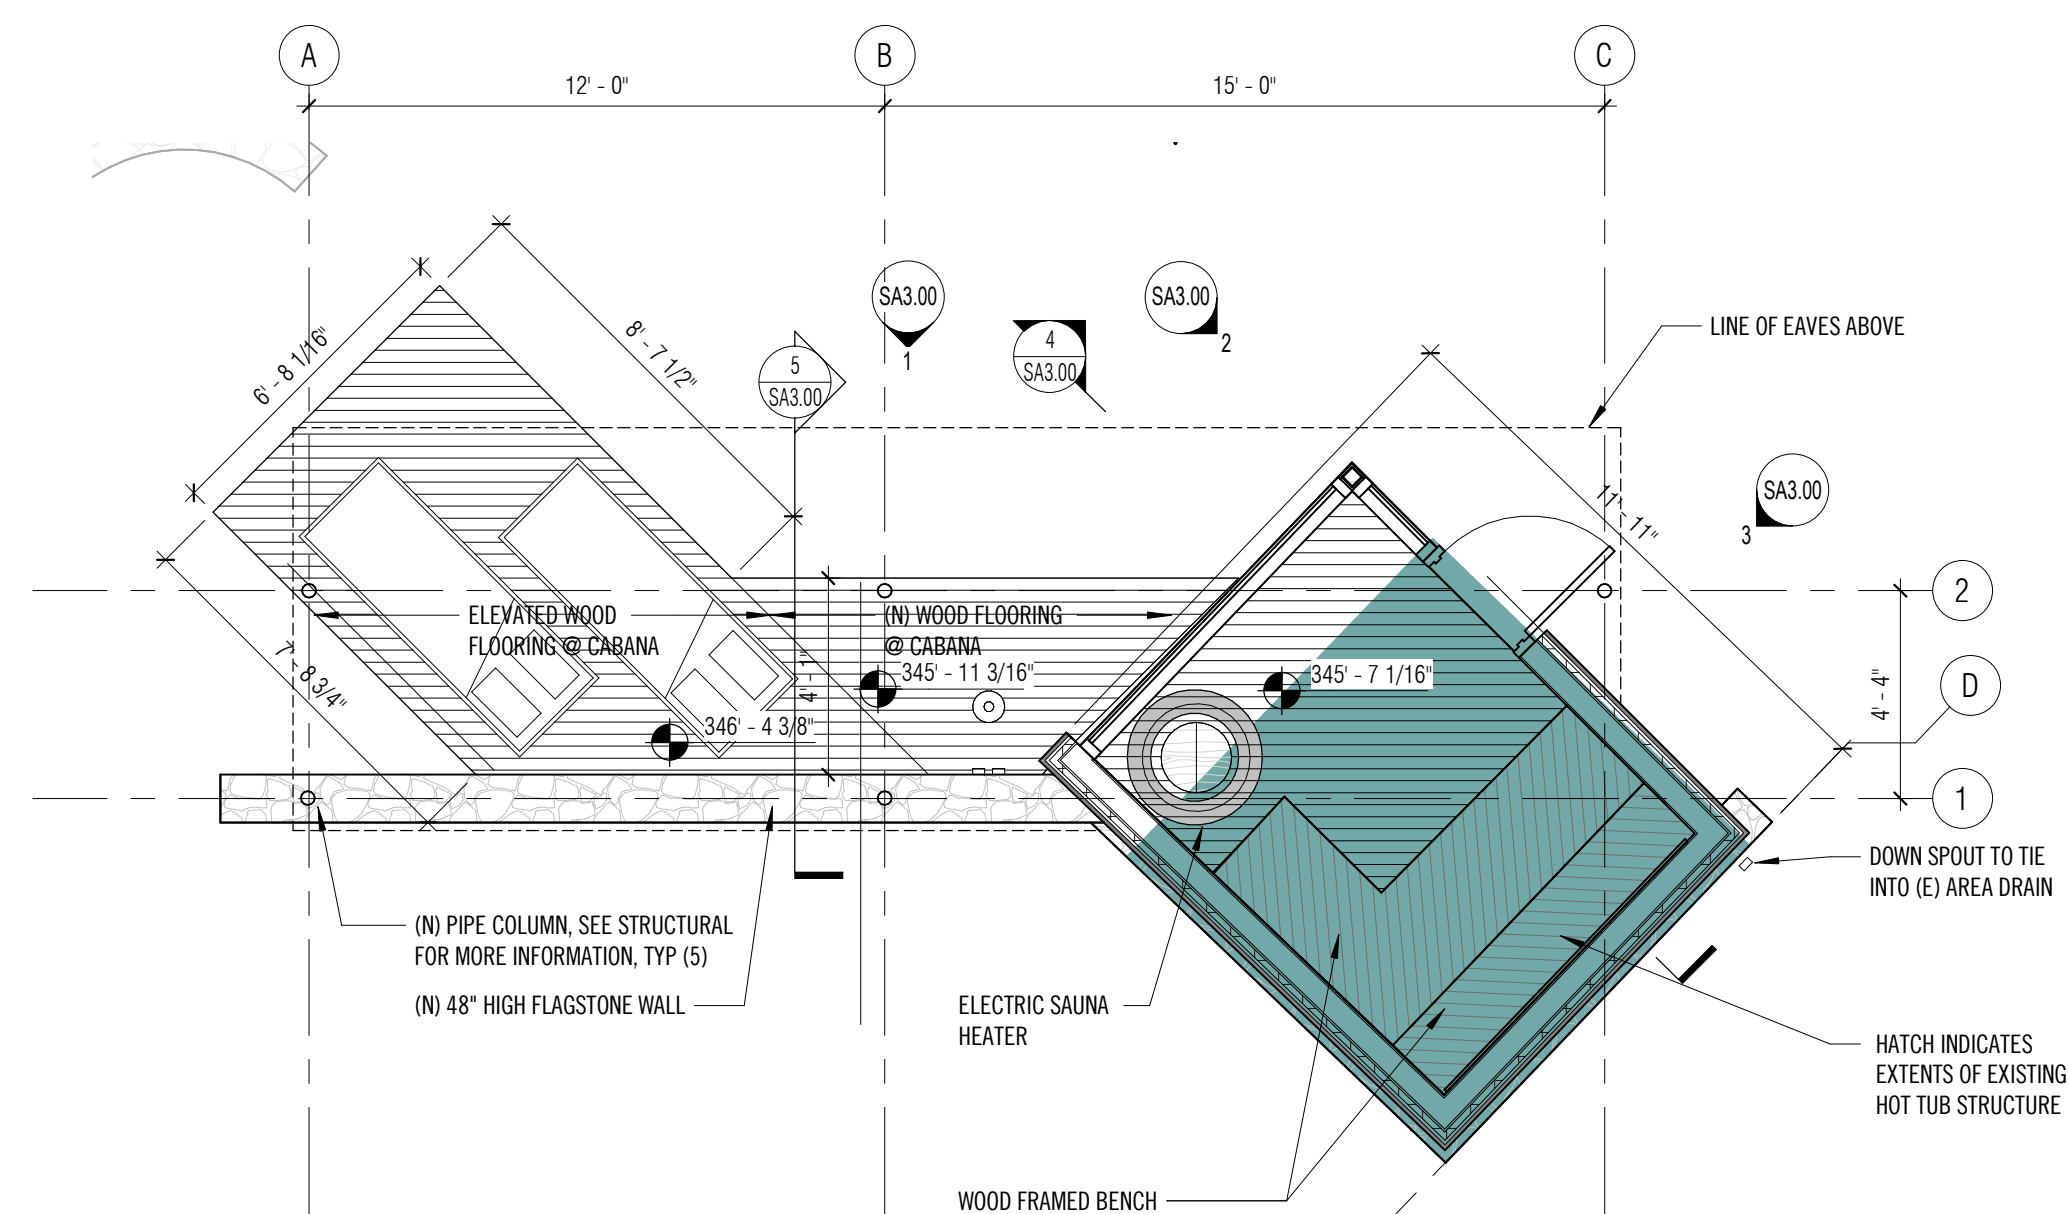 A
B
C
12' - 0"
15' - 0"
SA3.00
1
SA3.00
2
4
SA3.00
5
SA3.00
LINE OF EAVES ABOVE
6' - 8 1/16"
8' - 7 1/2"
11' - 11"
SA3.00
3
2
ELEVATED WOOD
FLOORING @ CABANA
(N) WOOD FLOORING
@ CABANA
345' - 11 3/16"
345' - 7 1/16"
346' - 4 3/8"
7' - 8 3/4"
4' - 1"
4' - 4"
D
1
DOWN SPOUT TO TIE
INTO (E) AREA DRAIN
(N) PIPE COLUMN, SEE STRUCTURAL
FOR MORE INFORMATION, TYP (5)
(N) 48" HIGH FLAGSTONE WALL
ELECTRIC SAUNA
HEATER
HATCH INDICATES
EXTENTS OF EXISTING
HOT TUB STRUCTURE
WOOD FRAMED BENCH